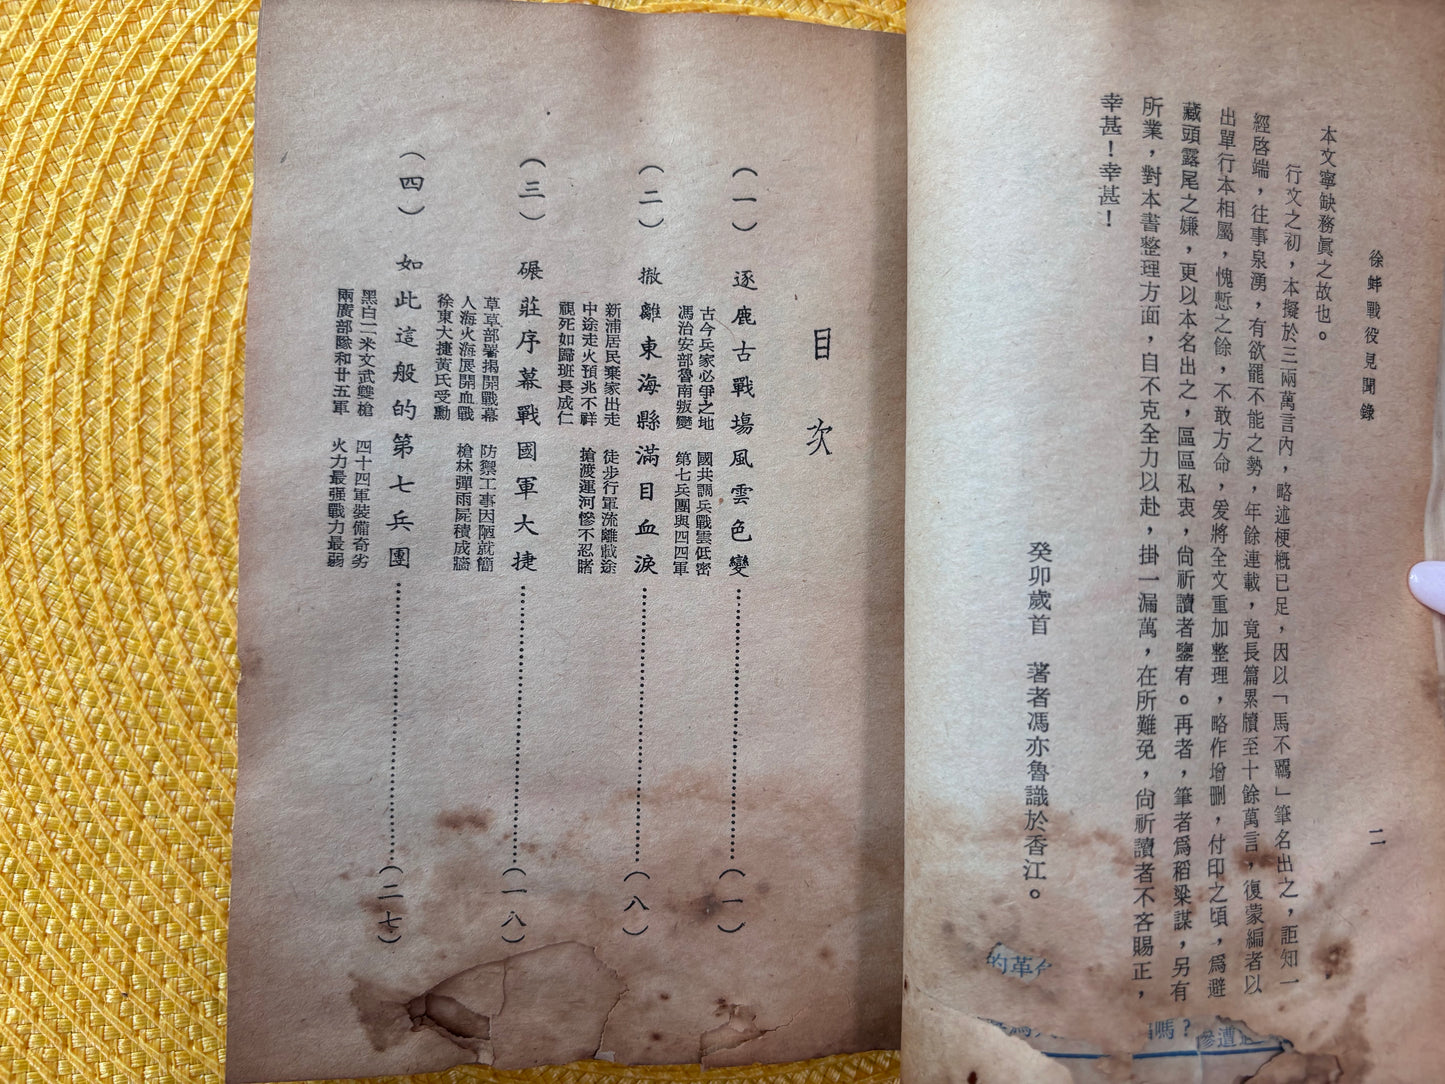 徐蚌戰役見聞錄
二
本文寧缺務眞之故也。
行文之初，本擬於三兩萬言內，略述梗概已足，因以「馬不羈」筆名出之，詎知一
經啓端，往事泉湧，有欲罷不能之勢，年餘連載，竟長篇累牘至十餘萬言，復蒙編者以
出單行本相屬，愧慙之餘，不敢方命，爰將全文重加整理，略作增刪，付印之頃，爲避
藏頭露尾之嫌，更以本名出之，區區私衷，尙祈讀者鑒宥。再者，筆者爲稻粱謀，另有
所業，對本書整理方面，自不克全力以赴，掛一漏萬，在所難免，尙祈讀者不吝賜正，
幸甚！幸甚！
癸卯歲首　著者馮亦魯識於香江。
的革
嗎？
慘遭
目次
（一）逐鹿古戰場風雲色變…………（一）
古今兵家必爭之地　國共調兵戰雲低密
馮治安部魯南叛變　第七兵團與四四軍
（二）撤離東海縣滿目血淚…………（八）
新浦居民棄家出走　徒步行軍流離載途
中途走火預兆不祥　搶渡運河慘不忍睹
視死如歸班長成仁
（三）碾莊序幕戰國軍大捷…………（一八）
草草部署揭開戰幕　防禦工事因陋就簡
人海火海展開血戰　槍林彈雨屍積成牆
徐東大捷黃氏受勳
（四）如此這般的第七兵團…………（二七）
黑白二米文武雙槍　四十四軍裝備奇劣
兩廣部隊和廿五軍　火力最强戰力最弱